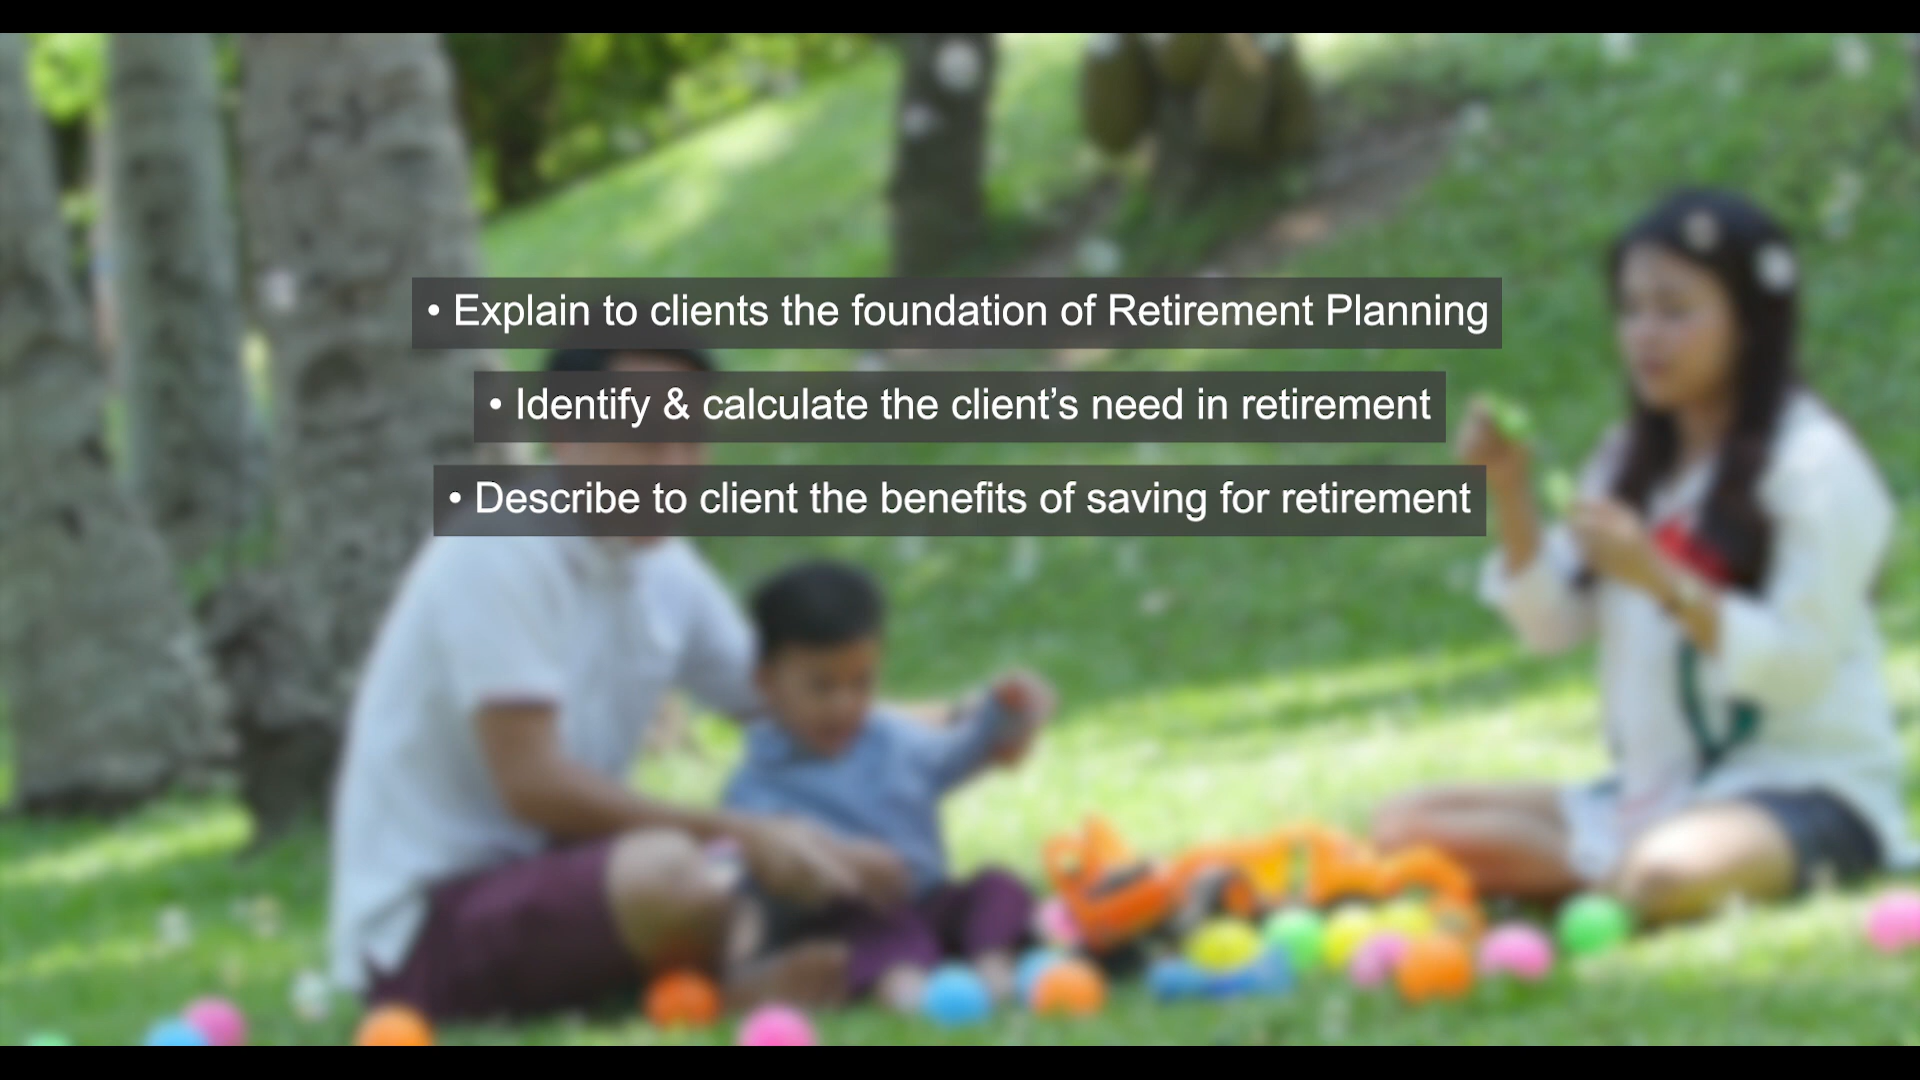 • Explain to clients the foundation of Retirement Planning
• Identify & calculate the client’s need in retirement
• Describe to client the benefits of saving for retirement